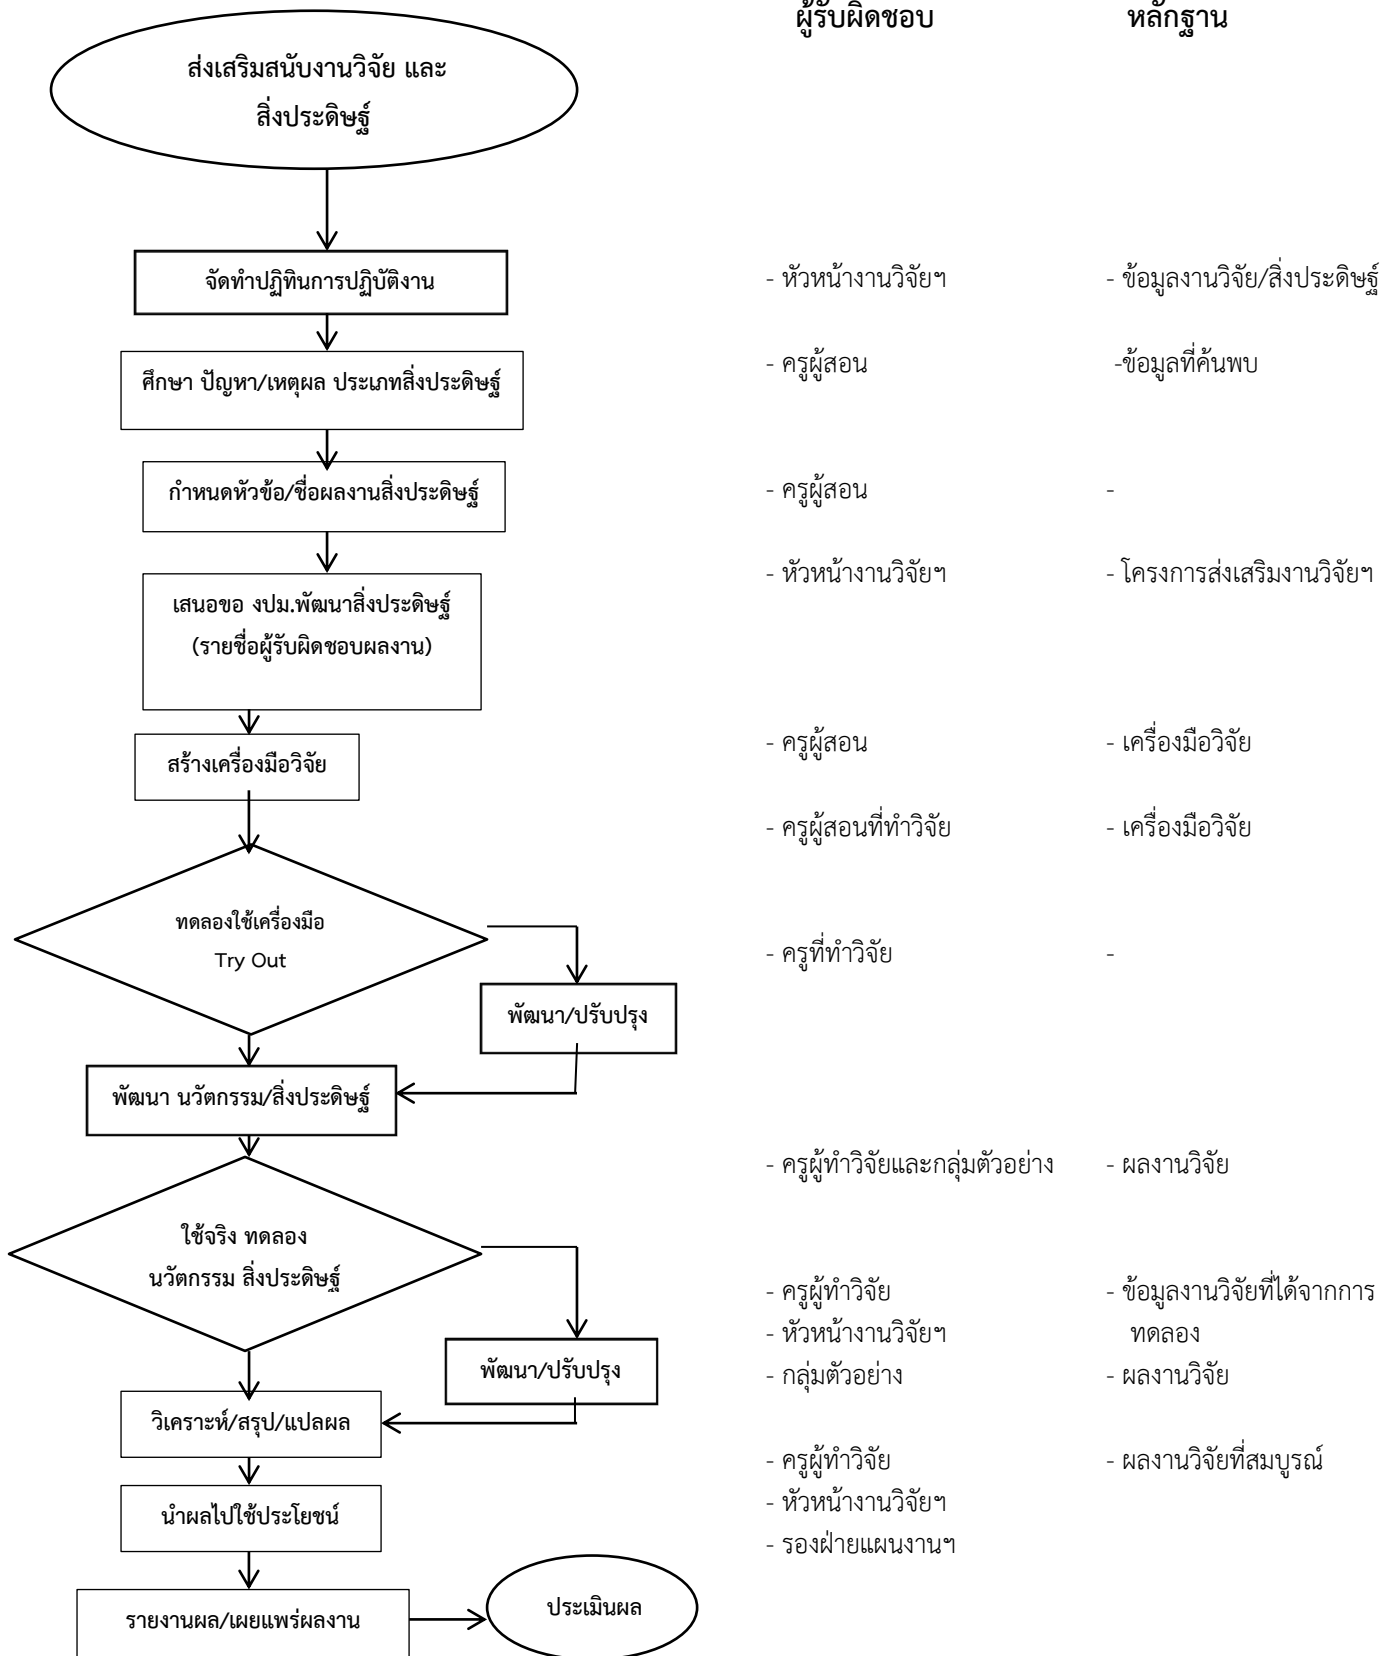 ผู้รับผิดชอบ
หลักฐาน
ส่งเสริมสนับงานวิจัย และ
สิ่งประดิษฐ์
จัดทำปฏิทินการปฏิบัติงาน
- หัวหน้างานวิจัยฯ
- ข้อมูลงานวิจัย/สิ่งประดิษฐ์
ศึกษา ปัญหา/เหตุผล ประเภทสิ่งประดิษฐ์
- ครูผู้สอน
-ข้อมูลที่ค้นพบ
กำหนดหัวข้อ/ชื่อผลงานสิ่งประดิษฐ์
- ครูผู้สอน
-
เสนอขอ งปม.พัฒนาสิ่งประดิษฐ์
(รายชื่อผู้รับผิดชอบผลงาน)
- หัวหน้างานวิจัยฯ
- โครงการส่งเสริมงานวิจัยฯ
สร้างเครื่องมือวิจัย
- ครูผู้สอน
- เครื่องมือวิจัย
- ครูผู้สอนที่ทำวิจัย
- เครื่องมือวิจัย
ทดลองใช้เครื่องมือ
Try Out
- ครูที่ทำวิจัย
-
พัฒนา/ปรับปรุง
พัฒนา นวัตกรรม/สิ่งประดิษฐ์
- ครูผู้ทำวิจัยและกลุ่มตัวอย่าง
- ผลงานวิจัย
ใช้จริง ทดลอง
นวัตกรรม สิ่งประดิษฐ์
- ครูผู้ทำวิจัย
- ข้อมูลงานวิจัยที่ได้จากการ
- หัวหน้างานวิจัยฯ
ทดลอง
พัฒนา/ปรับปรุง
- กลุ่มตัวอย่าง
- ผลงานวิจัย
วิเคราะห์/สรุป/แปลผล
- ครูผู้ทำวิจัย
- ผลงานวิจัยที่สมบูรณ์
- หัวหน้างานวิจัยฯ
นำผลไปใช้ประโยชน์
- รองฝ่ายแผนงานฯ
รายงานผล/เผยแพร่ผลงาน
ประเมินผล